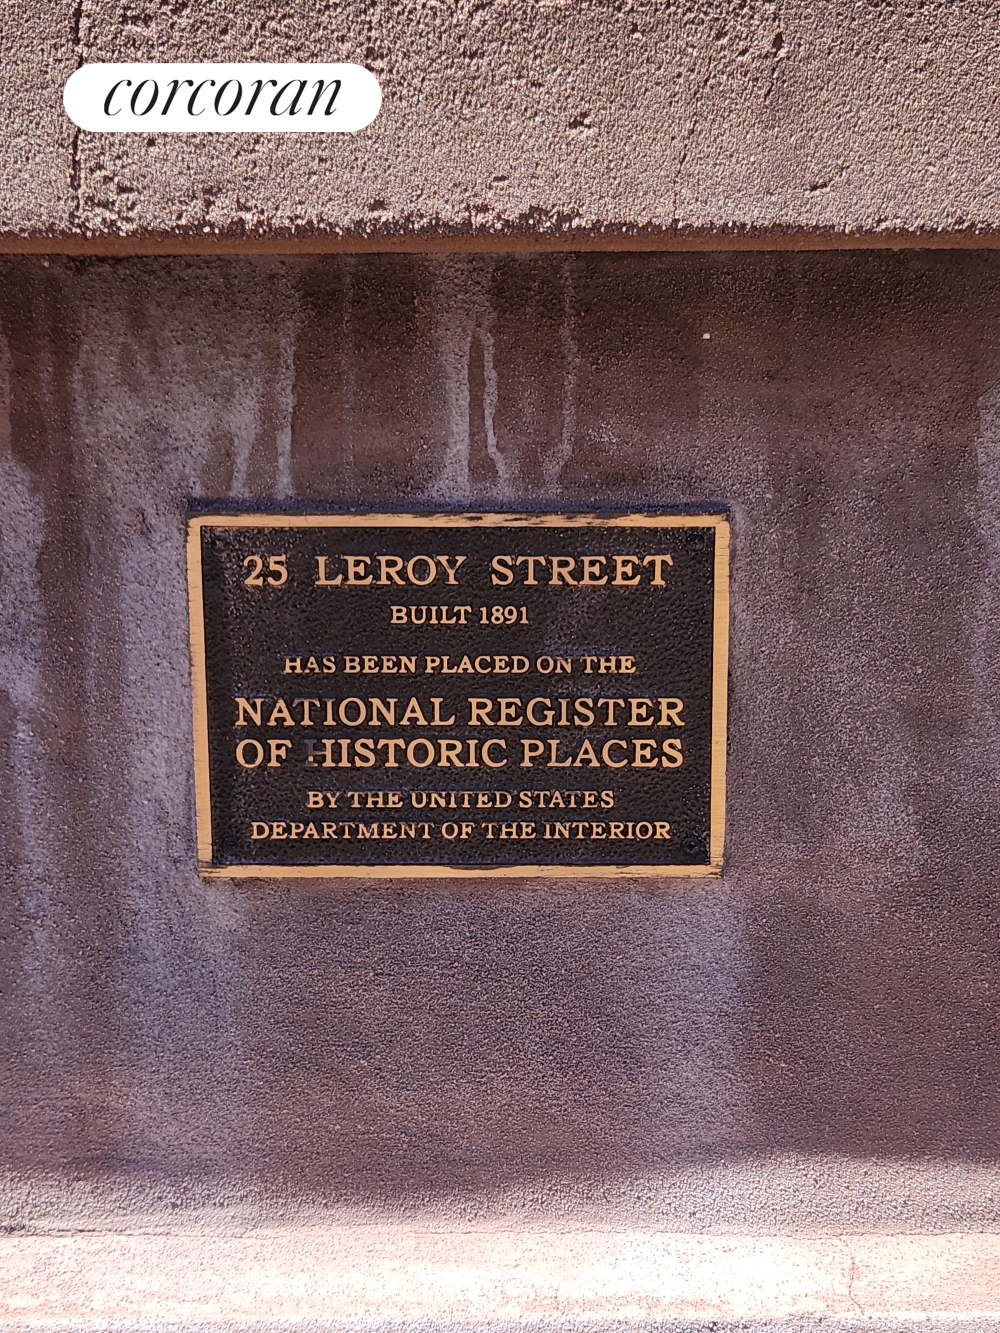 corcoran
25 LEROY STREET
BUILT 1891
HAS BEEN PLACED ON THE
NATIONAL REGISTER
OF HISTORIC PLACES
BY THE UNITED STATES
DEPARTMENT OF THE INTERIOR